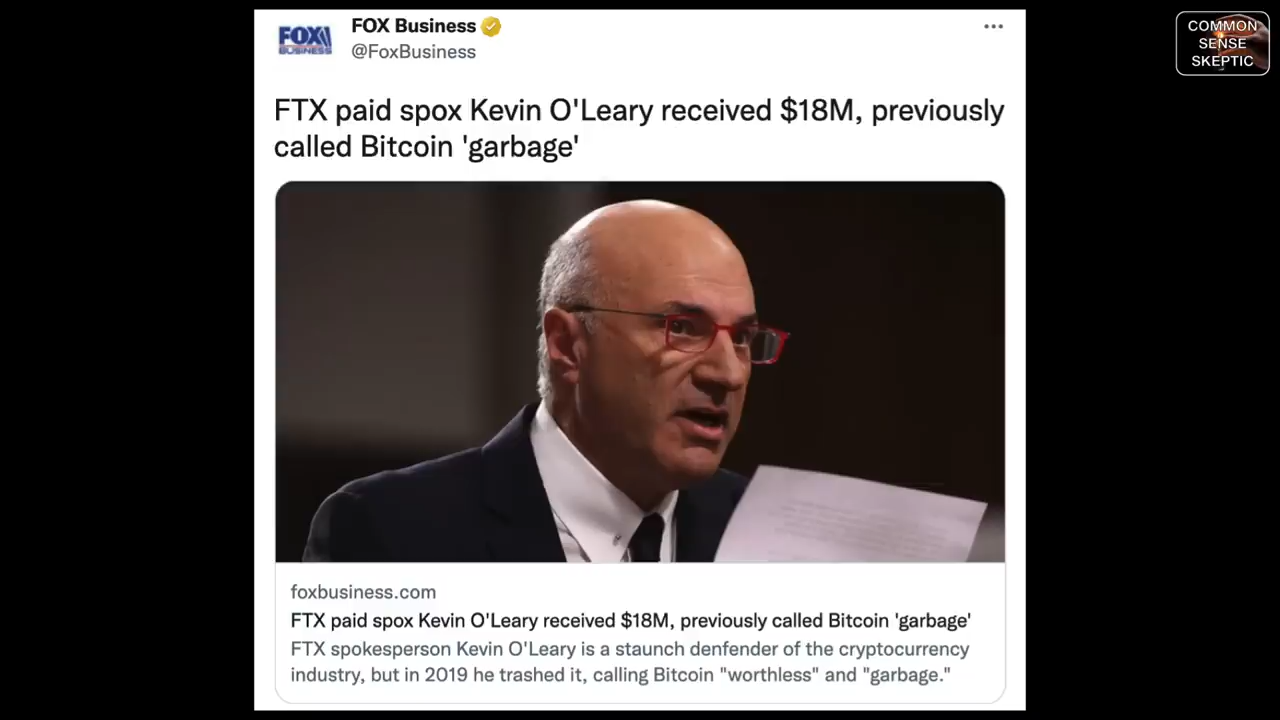 FOX Business
@FoxBusiness
COMMON
SENSE
SKEPTIC
FTX paid spox Kevin O'Leary received $18M, previously
called Bitcoin 'garbage'
foxbusiness.com
FTX paid spox Kevin O'Leary received $18M, previously called Bitcoin 'garbage'
FTX spokesperson Kevin O'Leary is a staunch denfender of the cryptocurrency
industry, but in 2019 he trashed it, calling Bitcoin "worthless" and "garbage."